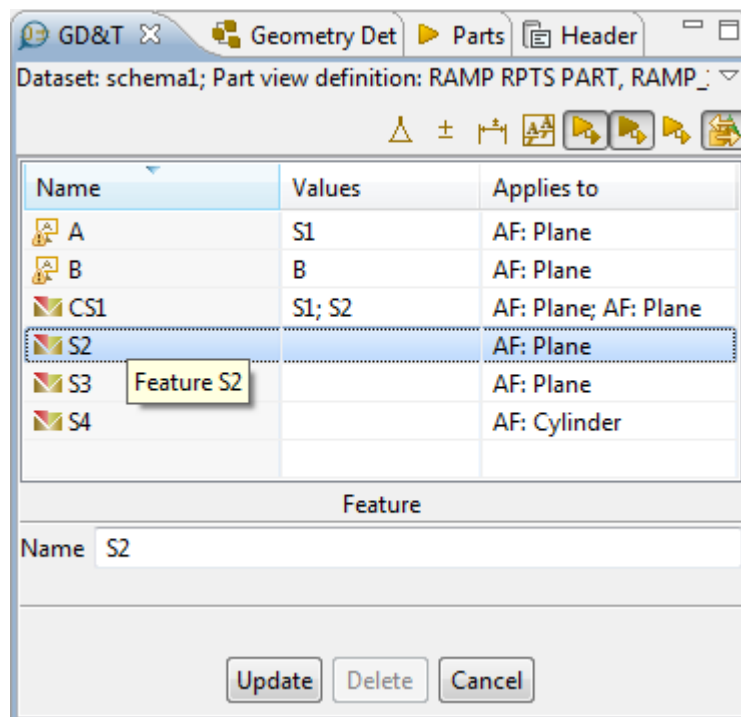 GD&T Geometry Det Parts Header
Dataset: schema1; Part view definition: RAMP RPTS PART, RAMP_
Name Values Applies to
A S1 AF: Plane
B B AF: Plane
CS1 S1; S2 AF: Plane; AF: Plane
S2 AF: Plane
S3 Feature S2 AF: Plane
S4 AF: Cylinder
Feature
Name S2
Update Delete Cancel